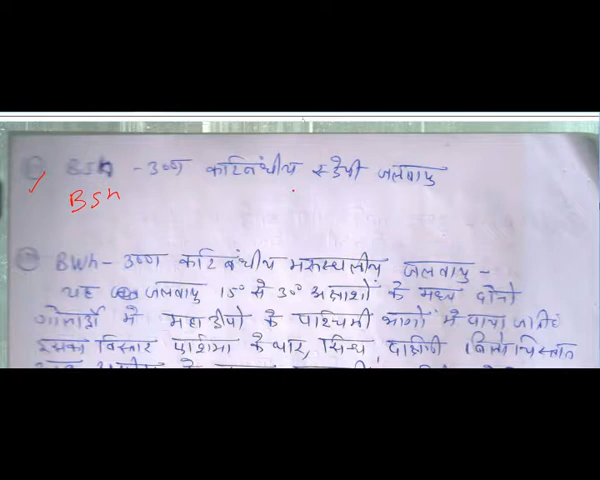 BSh - उष्ण कटिबंधीय स्टेपी जलवायु
BSh
BWh - उष्ण कटिबंधीय मरुस्थलीय जलवायु -
यह जलवायु 15° से 30° अक्षाशों के मध्य दोनो
गोलार्द्धो में महाद्वीपो के पश्चिमी भागो में पाया जाती है
इसका विस्तार एशिया के थार, सिन्ध,